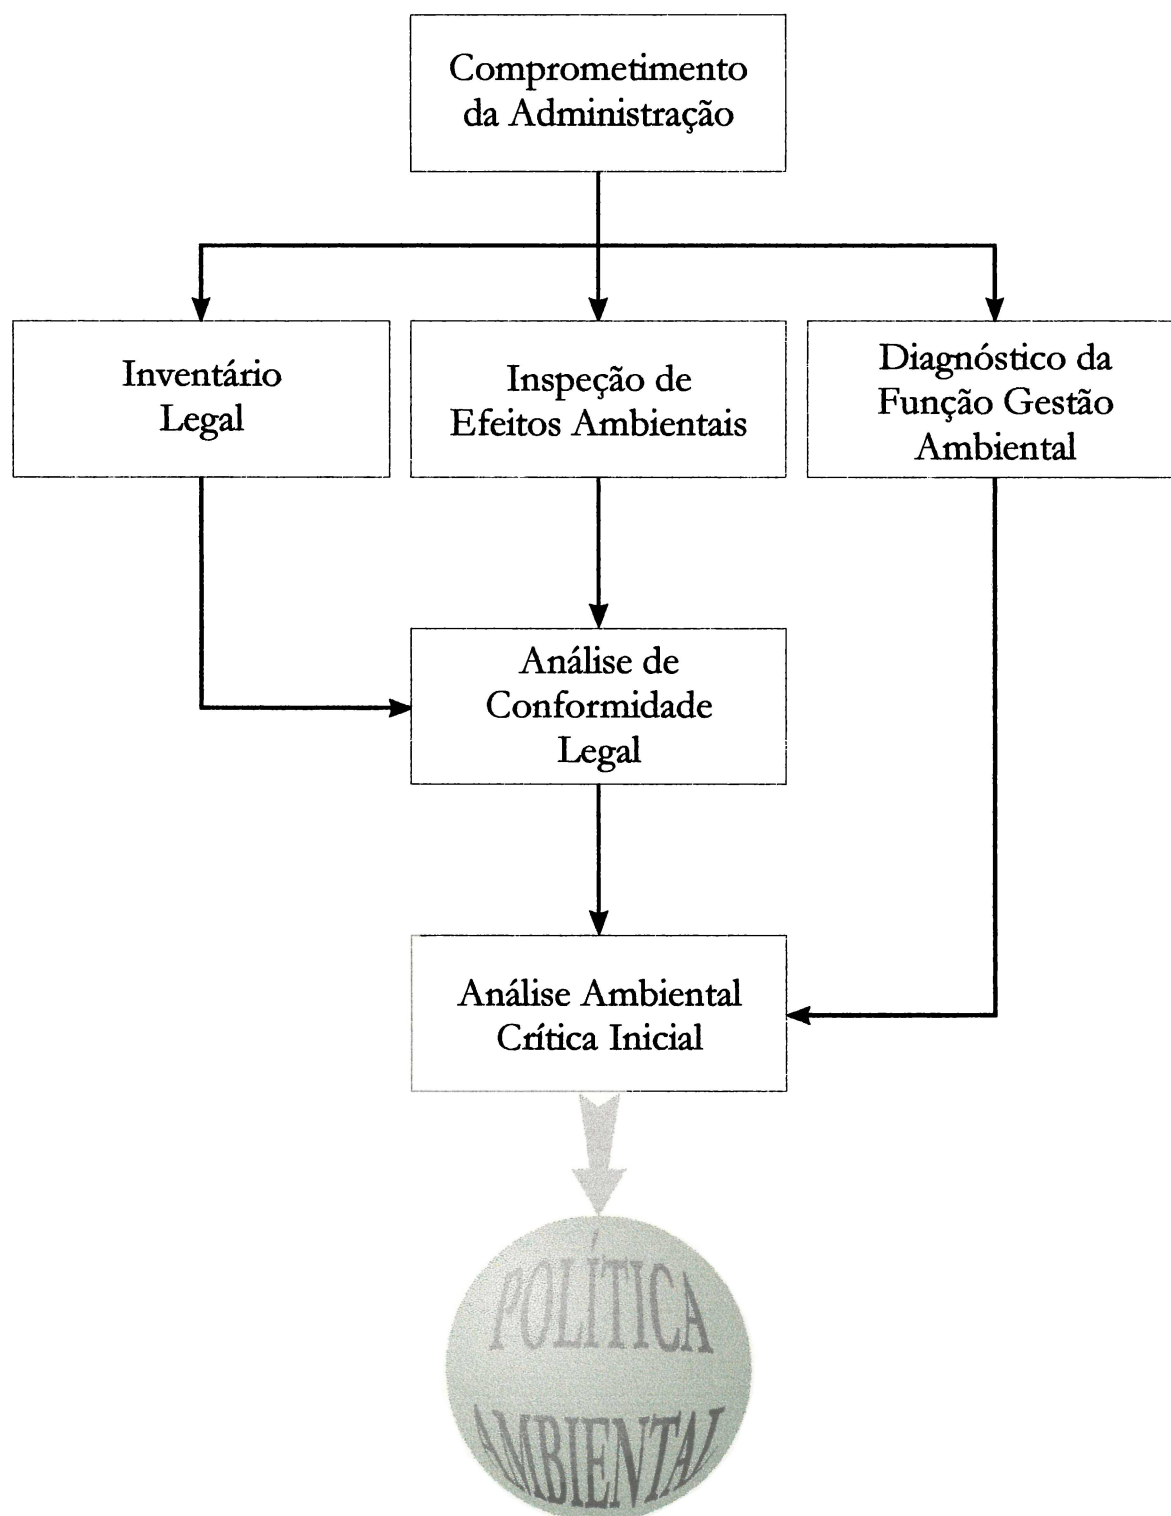 Comprometimento
da Administração
Inventário
Legal
Inspeção de
Efeitos Ambientais
Diagnóstico da
Função Gestão
Ambiental
Análise de
Conformidade
Legal
Análise Ambiental
Crítica Inicial
POLÍTICA
AMBIENTAL